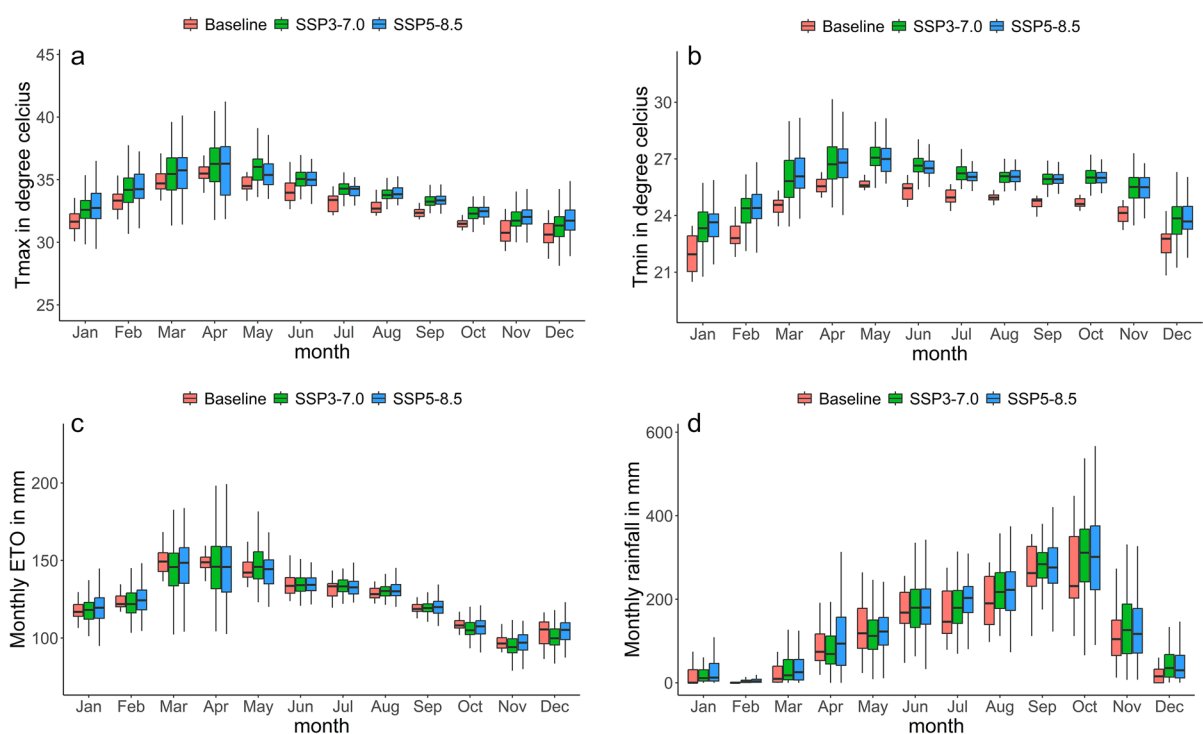 Baseline SSP3-7.0 SSP5-8.5
a
45
40
35
30
25
Tmax in degree celcius
Jan Feb Mar Apr May Jun Jul Aug Sep Oct Nov Dec
month
Baseline SSP3-7.0 SSP5-8.5
b
30
27
24
21
Tmin in degree celcius
Jan Feb Mar Apr May Jun Jul Aug Sep Oct Nov Dec
month
Baseline SSP3-7.0 SSP5-8.5
c
200
150
100
Monthly ETO in mm
Jan Feb Mar Apr May Jun Jul Aug Sep Oct Nov Dec
month
Baseline SSP3-7.0 SSP5-8.5
d
600
400
200
0
Monthly rainfall in mm
Jan Feb Mar Apr May Jun Jul Aug Sep Oct Nov Dec
month